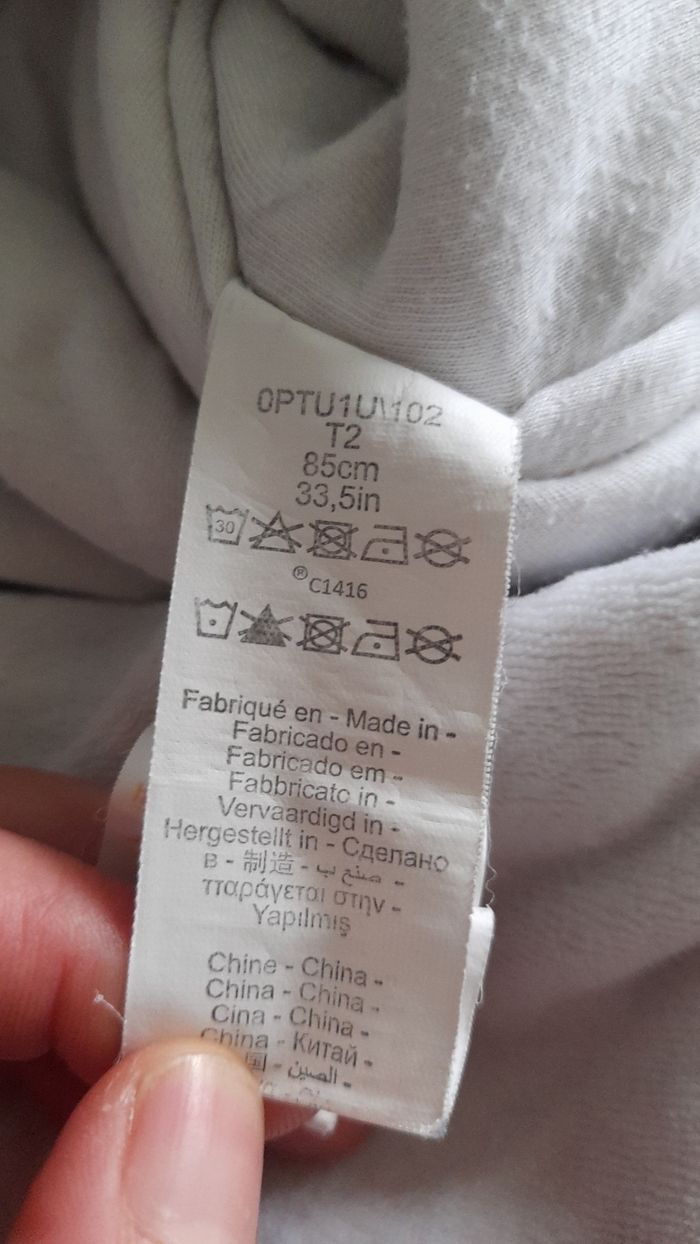 0PTU1U\102
T2
85cm
33,5in
30
®C1416
Fabriqué en - Made in -
Fabricado en -
Fabricado em -
Fabbricato in -
Vervaardigd in -
Hergestellt in - Сделано
в - 制造 - صنع ب -
παράγεται στην -
Yapılmış
Chine - China -
China - China -
Cina - China -
China - Китай -
国 - الصين -